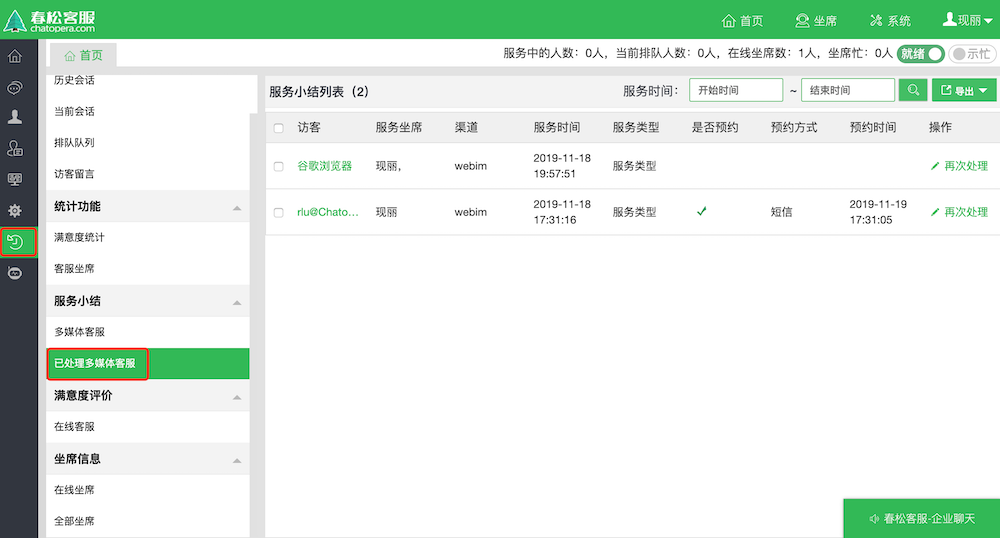 春松客服
chatopera.com
首页 坐席 系统 现丽
首页
服务中的人数：0人，当前排队人数：0人，在线坐席数：1人，坐席忙：0人 就绪 示忙
历史会话
当前会话
排队队列
访客留言
统计功能
满意度统计
客服坐席
服务小结
多媒体客服
已处理多媒体客服
满意度评价
在线客服
坐席信息
在线坐席
全部坐席
服务小结列表（2） 服务时间： 开始时间 ~ 结束时间 导出
访客 服务坐席 渠道 服务时间 服务类型 是否预约 预约方式 预约时间 操作
谷歌浏览器 现丽, webim 2019-11-18 19:57:51 服务类型 再次处理
rlu@Chato... 现丽 webim 2019-11-18 17:31:16 服务类型 短信 2019-11-19 17:31:05 再次处理
春松客服-企业聊天